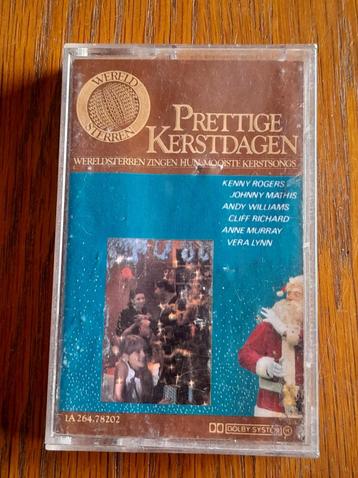 WERELD
STERREN
PRETTIGE
KERSTDAGEN
WERELDSTERREN ZINGEN HUN MOOISTE KERSTSONGS
KENNY ROGERS
JOHNNY MATHIS
ANDY WILLIAMS
CLIFF RICHARD
ANNE MURRAY
VERA LYNN
1A 264.78202
DOLBY SYSTEM